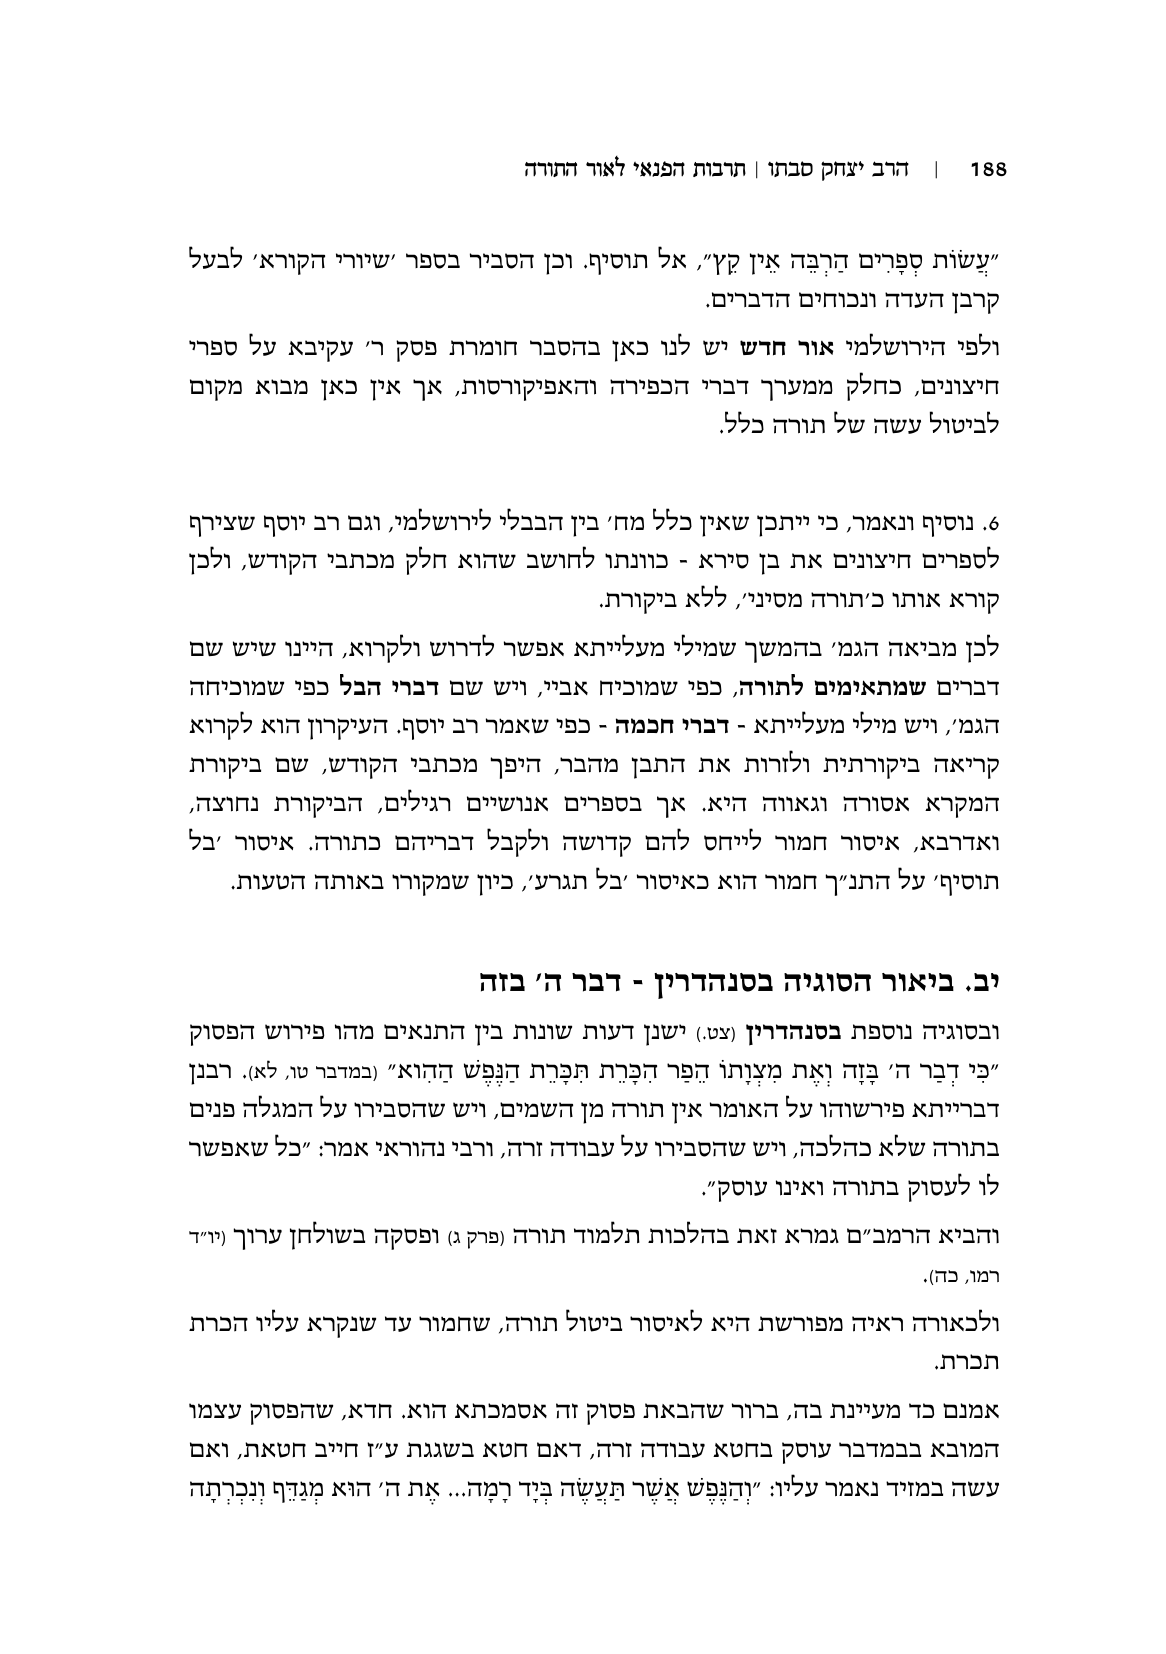 188 | הרב יצחק סבתו | תרבות הפנאי לאור התורה
״עֲשׂוֹת סְפָרִים הַרְבֵּה אֵין קֵץ״, אל תוסיף. וכן הסביר בספר ׳שיורי הקורא׳ לבעל
קרבן העדה ונכוחים הדברים.
ולפי הירושלמי אור חדש יש לנו כאן בהסבר חומרת פסק ר׳ עקיבא על ספרי
חיצונים, כחלק ממערך דברי הכפירה והאפיקורסות, אך אין כאן מבוא מקום
לביטול עשה של תורה כלל.
6. נוסיף ונאמר, כי ייתכן שאין כלל מח׳ בין הבבלי לירושלמי, וגם רב יוסף שצירף
לספרים חיצונים את בן סירא - כוונתו לחושב שהוא חלק מכתבי הקודש, ולכן
קורא אותו כ׳תורה מסיני׳, ללא ביקורת.
לכן מביאה הגמ׳ בהמשך שמילי מעלייתא אפשר לדרוש ולקרוא, היינו שיש שם
דברים שמתאימים לתורה, כפי שמוכיח אביי, ויש שם דברי הבל כפי שמוכיחה
הגמ׳, ויש מילי מעלייתא - דברי חכמה - כפי שאמר רב יוסף. העיקרון הוא לקרוא
קריאה ביקורתית ולזרות את התבן מהבר, היפך מכתבי הקודש, שם ביקורת
המקרא אסורה וגאווה היא. אך בספרים אנושיים רגילים, הביקורת נחוצה,
ואדרבא, איסור חמור לייחס להם קדושה ולקבל דבריהם כתורה. איסור ׳בל
תוסיף׳ על התנ״ך חמור הוא כאיסור ׳בל תגרע׳, כיון שמקורו באותה הטעות.
יב. ביאור הסוגיה בסנהדרין - דבר ה׳ בזה
ובסוגיה נוספת בסנהדרין (צט.) ישנן דעות שונות בין התנאים מהו פירוש הפסוק
״כִּי דְבַר ה׳ בָּזָה וְאֶת מִצְוָתוֹ הֵפַר הִכָּרֵת תִּכָּרֵת הַנֶּפֶשׁ הַהִוא״ (במדבר טו, לא). רבנן
דברייתא פירשוהו על האומר אין תורה מן השמים, ויש שהסבירו על המגלה פנים
בתורה שלא כהלכה, ויש שהסבירו על עבודה זרה, ורבי נהוראי אמר: ״כל שאפשר
לו לעסוק בתורה ואינו עוסק״.
והביא הרמב״ם גמרא זאת בהלכות תלמוד תורה (פרק ג) ופסקה בשולחן ערוך (יו״ד
רמו, כה).
ולכאורה ראיה מפורשת היא לאיסור ביטול תורה, שחמור עד שנקרא עליו הכרת
תכרת.
אמנם כד מעיינת בה, ברור שהבאת פסוק זה אסמכתא הוא. חדא, שהפסוק עצמו
המובא בבמדבר עוסק בחטא עבודה זרה, דאם חטא בשגגת ע״ז חייב חטאת, ואם
עשה במזיד נאמר עליו: ״וְהַנֶּפֶשׁ אֲשֶׁר תַּעֲשֶׂה בְּיָד רָמָה... אֶת ה׳ הוּא מְגַדֵּף וְנִכְרְתָה